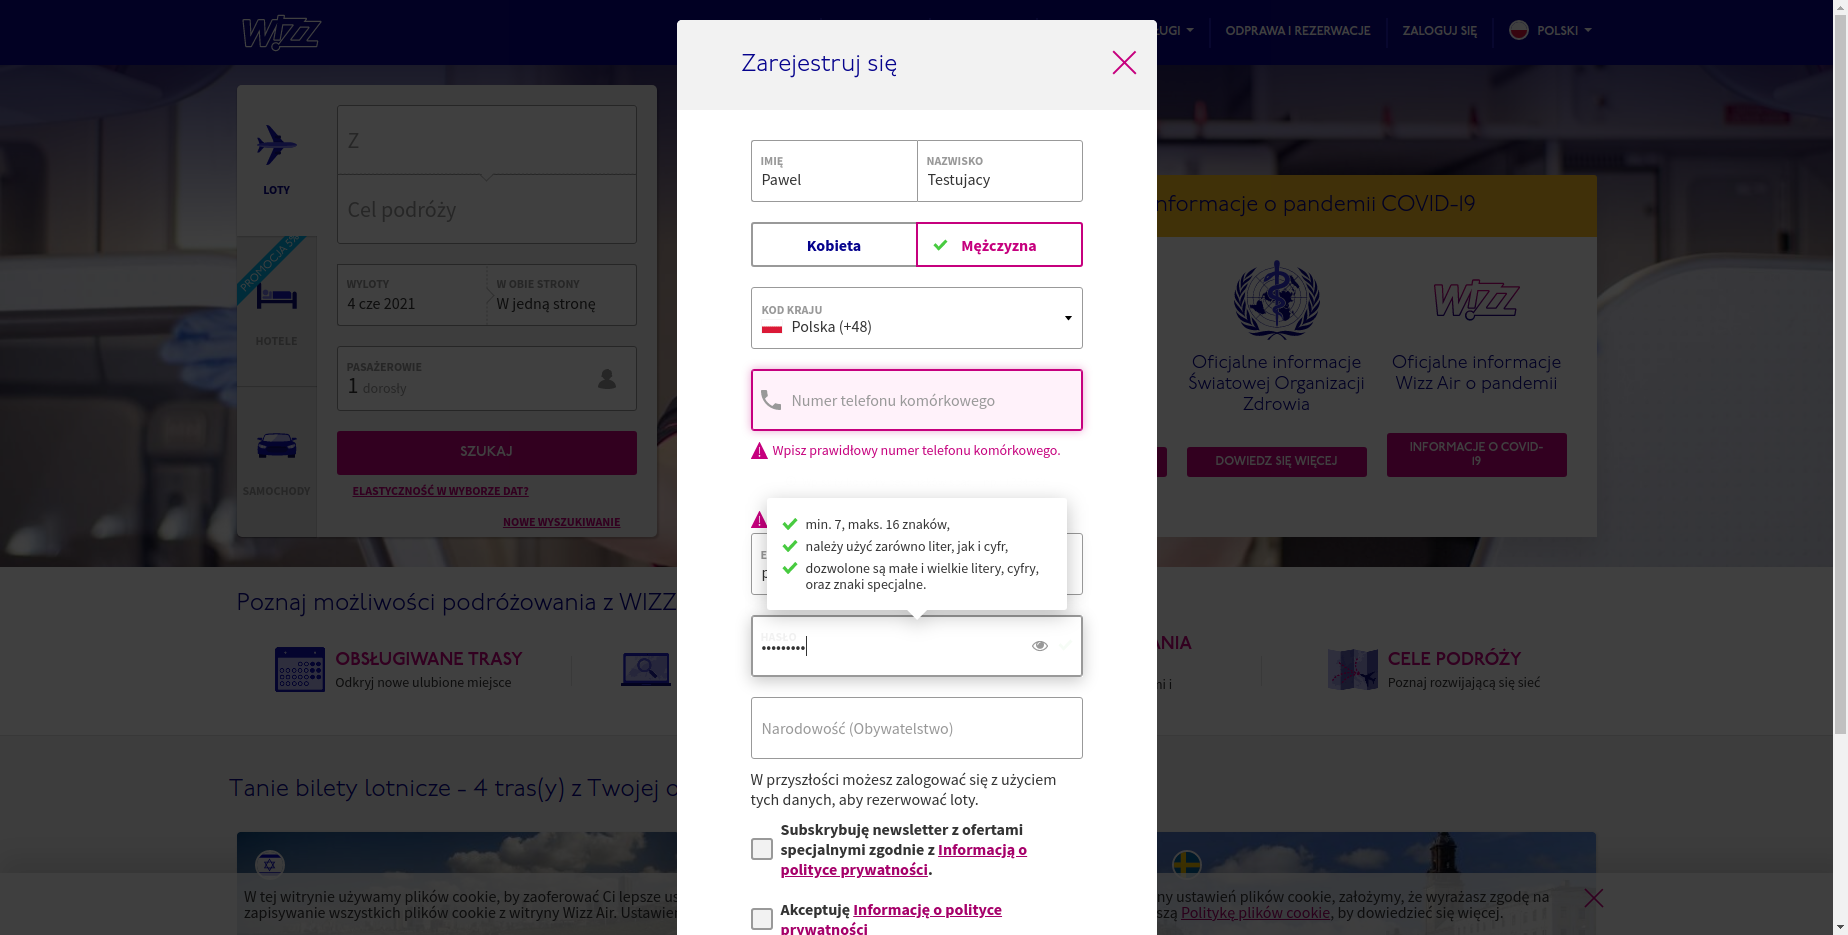 WIZZ
ŁUGI
ODPRAWA I REZERWACJE
ZALOGUJ SIĘ
POLSKI
Zarejestruj się
IMIĘ
Pawel
NAZWISKO
Testujacy
Kobieta
Mężczyzna
KOD KRAJU
Polska (+48)
Numer telefonu komórkowego
Wpisz prawidłowy numer telefonu komórkowego.
min. 7, maks. 16 znaków,
należy użyć zarówno liter, jak i cyfr,
dozwolone są małe i wielkie litery, cyfry,
oraz znaki specjalne.
E
p
HASŁO
•••••••••
Narodowość (Obywatelstwo)
W przyszłości możesz zalogować się z użyciem
tych danych, aby rezerwować loty.
Subskrybuję newsletter z ofertami
specjalnymi zgodnie z Informacją o
polityce prywatności.
Akceptuję Informację o polityce
prywatności
LOTY
PROMOCJA
HOTELE
SAMOCHODY
Z
Cel podróży
WYLOTY
4 cze 2021
W OBIE STRONY
W jedną stronę
PASAŻEROWIE
1 dorosły
SZUKAJ
ELASTYCZNOŚĆ W WYBORZE DAT?
NOWE WYSZUKIWANIE
nformacje o pandemii COVID-19
Oficjalne informacje
Światowej Organizacji
Zdrowia
DOWIEDZ SIĘ WIĘCEJ
WIZZ
Oficjalne informacje
Wizz Air o pandemii
INFORMACJE O COVID-
19
Poznaj możliwości podróżowania z WIZZ
OBSŁUGIWANE TRASY
Odkryj nowe ulubione miejsce
ANIA
ni i
CELE PODRÓŻY
Poznaj rozwijającą się sieć
Tanie bilety lotnicze - 4 tras(y) z Twojej o
W tej witrynie używamy plików cookie, by zaoferować Ci lepsze us
zapisywanie wszystkich plików cookie z witryny Wizz Air. Ustawien
ny ustawień plików cookie, założymy, że wyrażasz zgodę na
szą Politykę plików cookie, by dowiedzieć się więcej.